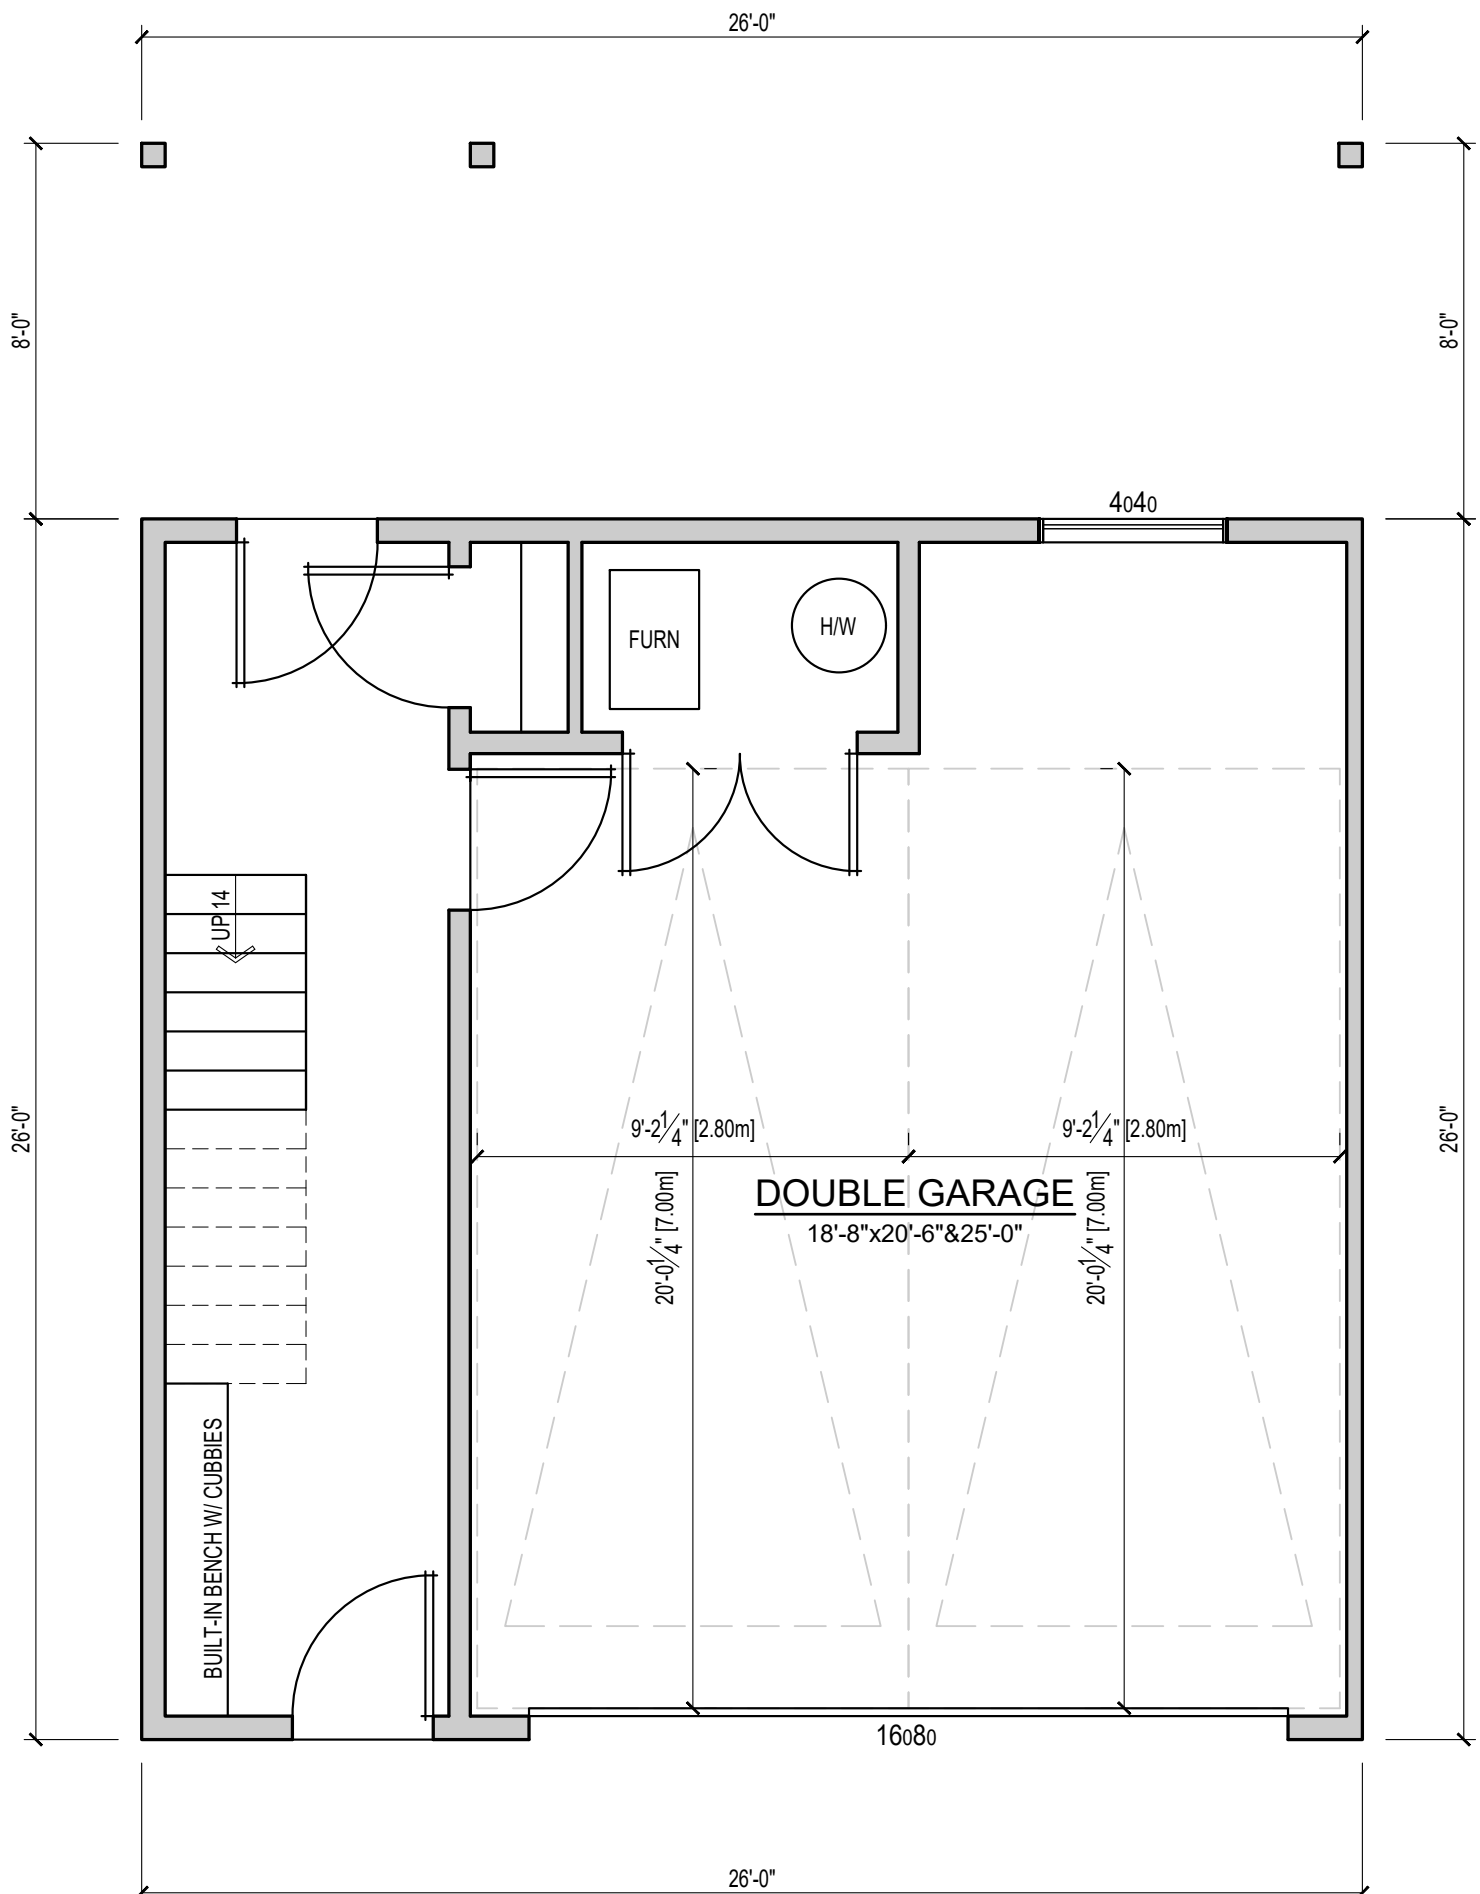 26'-0"
8'-0"
8'-0"
4040
FURN
H/W
UP 14
26'-0"
26'-0"
9'-2 1/4" [2.80m]
9'-2 1/4" [2.80m]
DOUBLE GARAGE
18'-8"x20'-6"&25'-0"
20'-0 1/4" [7.00m]
20'-0 1/4" [7.00m]
BUILT-IN BENCH W/ CUBBIES
16080
26'-0"